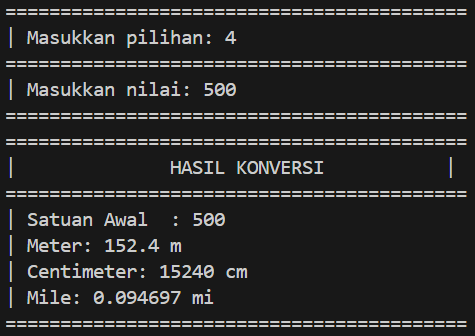 ==========================================
| Masukkan pilihan: 4
==========================================
| Masukkan nilai: 500
==========================================
==========================================
|              HASIL KONVERSI           |
==========================================
| Satuan Awal  : 500
| Meter: 152.4 m
| Centimeter: 15240 cm
| Mile: 0.094697 mi
==========================================